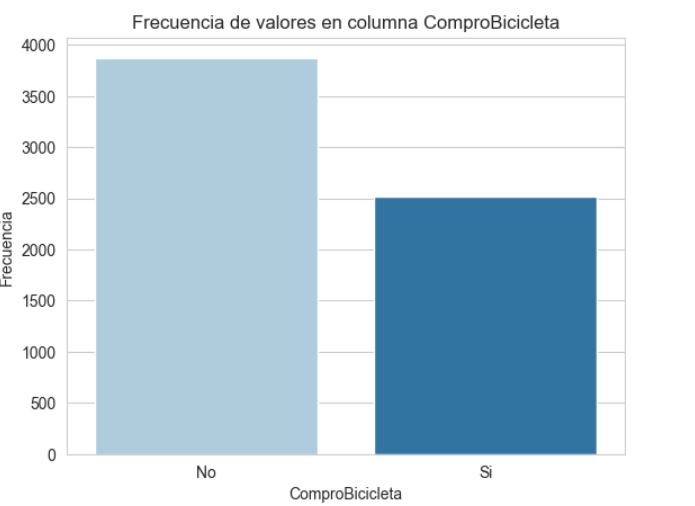 Frecuencia de valores en columna ComproBicicleta
4000
3500
3000
2500
2000
1500
1000
500
0
Frecuencia
No
Si
ComproBicicleta